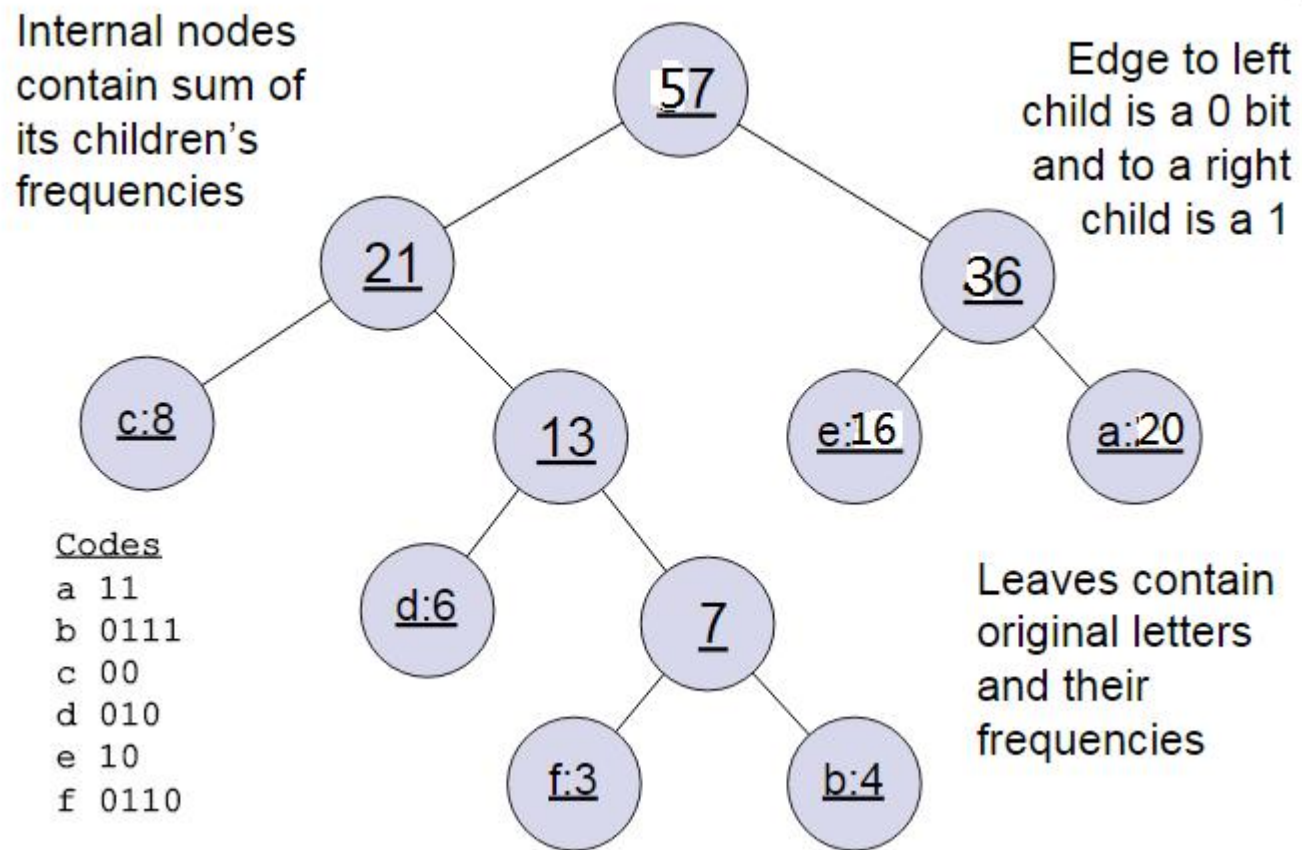 Internal nodes
contain sum of
its children's
frequencies
57
Edge to left
child is a 0 bit
and to a right
child is a 1
21
36
c:8
13
e:16
a:20
d:6
7
f:3
b:4
Codes
a 11
b 0111
c 00
d 010
e 10
f 0110
Leaves contain
original letters
and their
frequencies